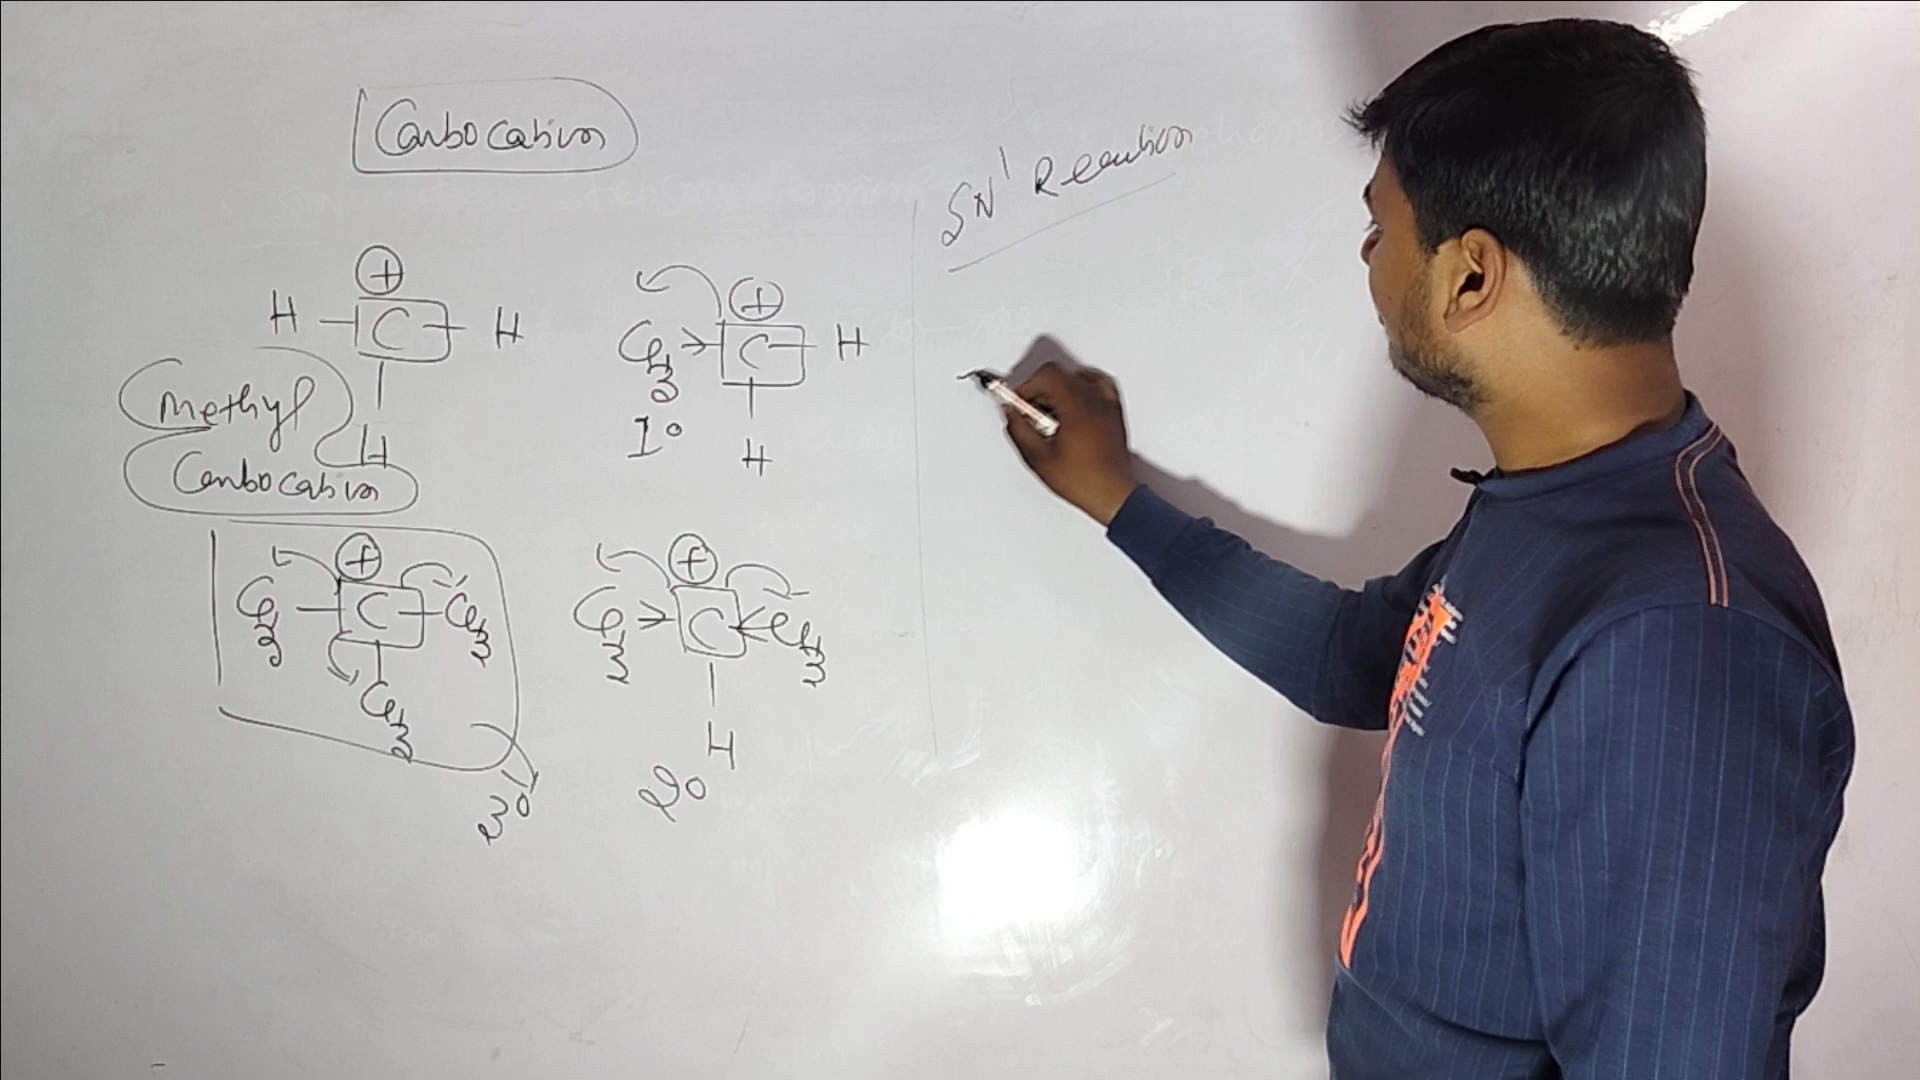 Carbocation
SN¹ Reaction
⊕
H – C – H
H
Methyl
Carbocation
⊕
CH3 > C – H
H
1°
⊕
CH3 – C – CH3
CH3
3°
⊕
CH3 > C < CH3
H
2°